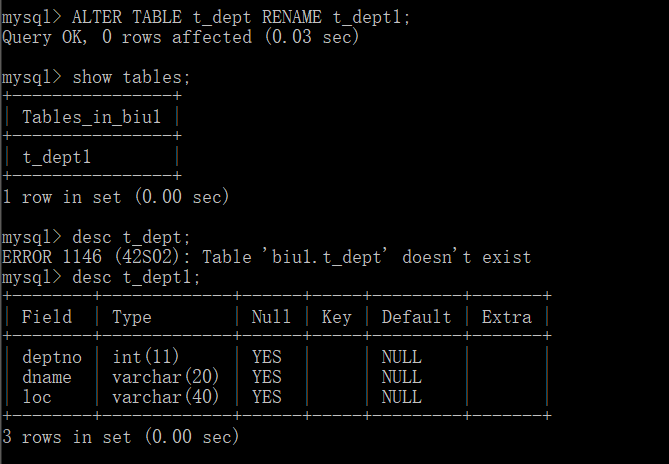 mysql> ALTER TABLE t_dept RENAME t_dept1;
Query OK, 0 rows affected (0.03 sec)
mysql> show tables;
+----------------+
| Tables_in_biu1 |
+----------------+
| t_dept1        |
+----------------+
1 row in set (0.00 sec)
mysql> desc t_dept;
ERROR 1146 (42S02): Table 'biu1.t_dept' doesn't exist
mysql> desc t_dept1;
+--------+-------------+------+-----+---------+-------+
| Field  | Type        | Null | Key | Default | Extra |
+--------+-------------+------+-----+---------+-------+
| deptno | int(11)     | YES  |     | NULL    |       |
| dname  | varchar(20) | YES  |     | NULL    |       |
| loc    | varchar(40) | YES  |     | NULL    |       |
+--------+-------------+------+-----+---------+-------+
3 rows in set (0.00 sec)